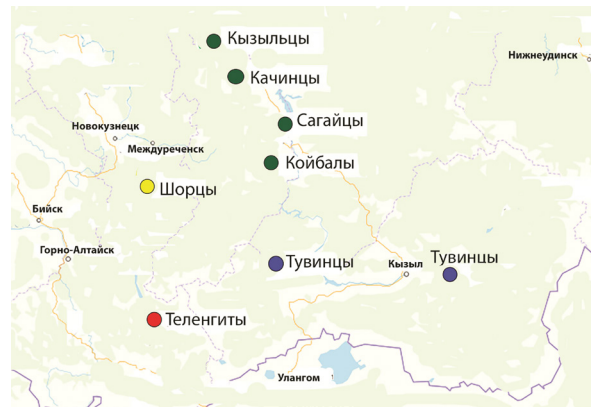 Кызыльцы
Нижнеудинск
Качинцы
Сагайцы
Новокузнецк
Междуреченск
Койбалы
Шорцы
Бийск
Горно-Алтайск
Тувинцы
Кызыл
Тувинцы
Теленгиты
Улангом